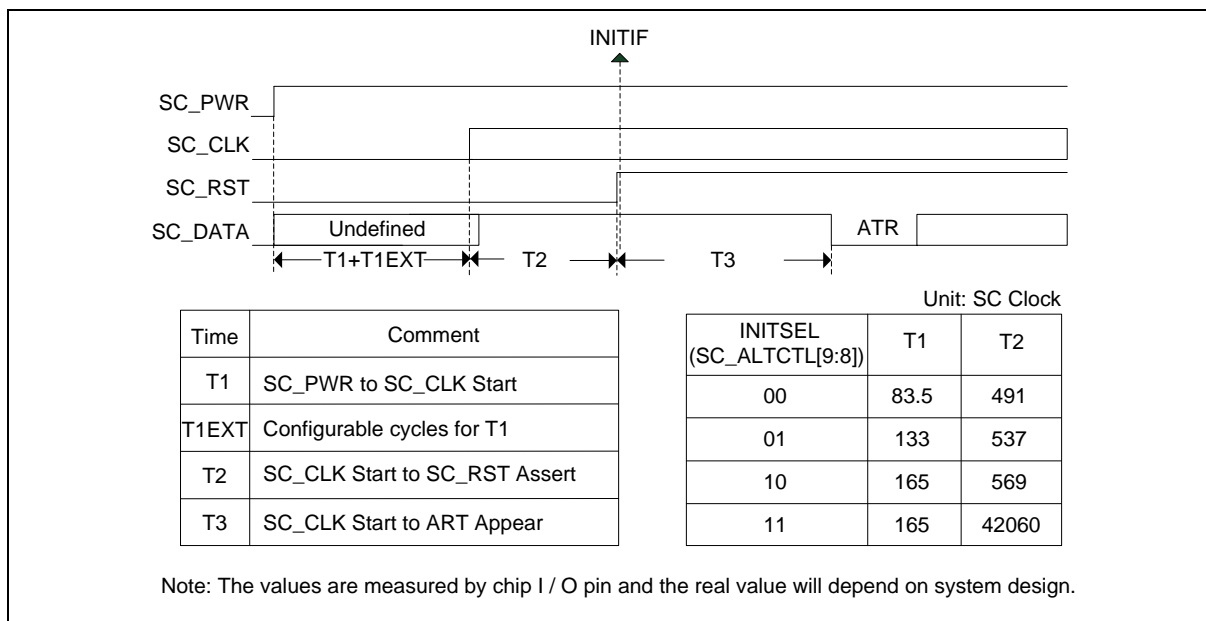 INITIF
SC_PWR
SC_CLK
SC_RST
SC_DATA Undefined ATR
T1+T1EXT T2 T3
Unit: SC Clock
Time Comment
T1 SC_PWR to SC_CLK Start
T1EXT Configurable cycles for T1
T2 SC_CLK Start to SC_RST Assert
T3 SC_CLK Start to ART Appear
INITSEL
(SC_ALTCTL[9:8]) T1 T2
00 83.5 491
01 133 537
10 165 569
11 165 42060
Note: The values are measured by chip I / O pin and the real value will depend on system design.